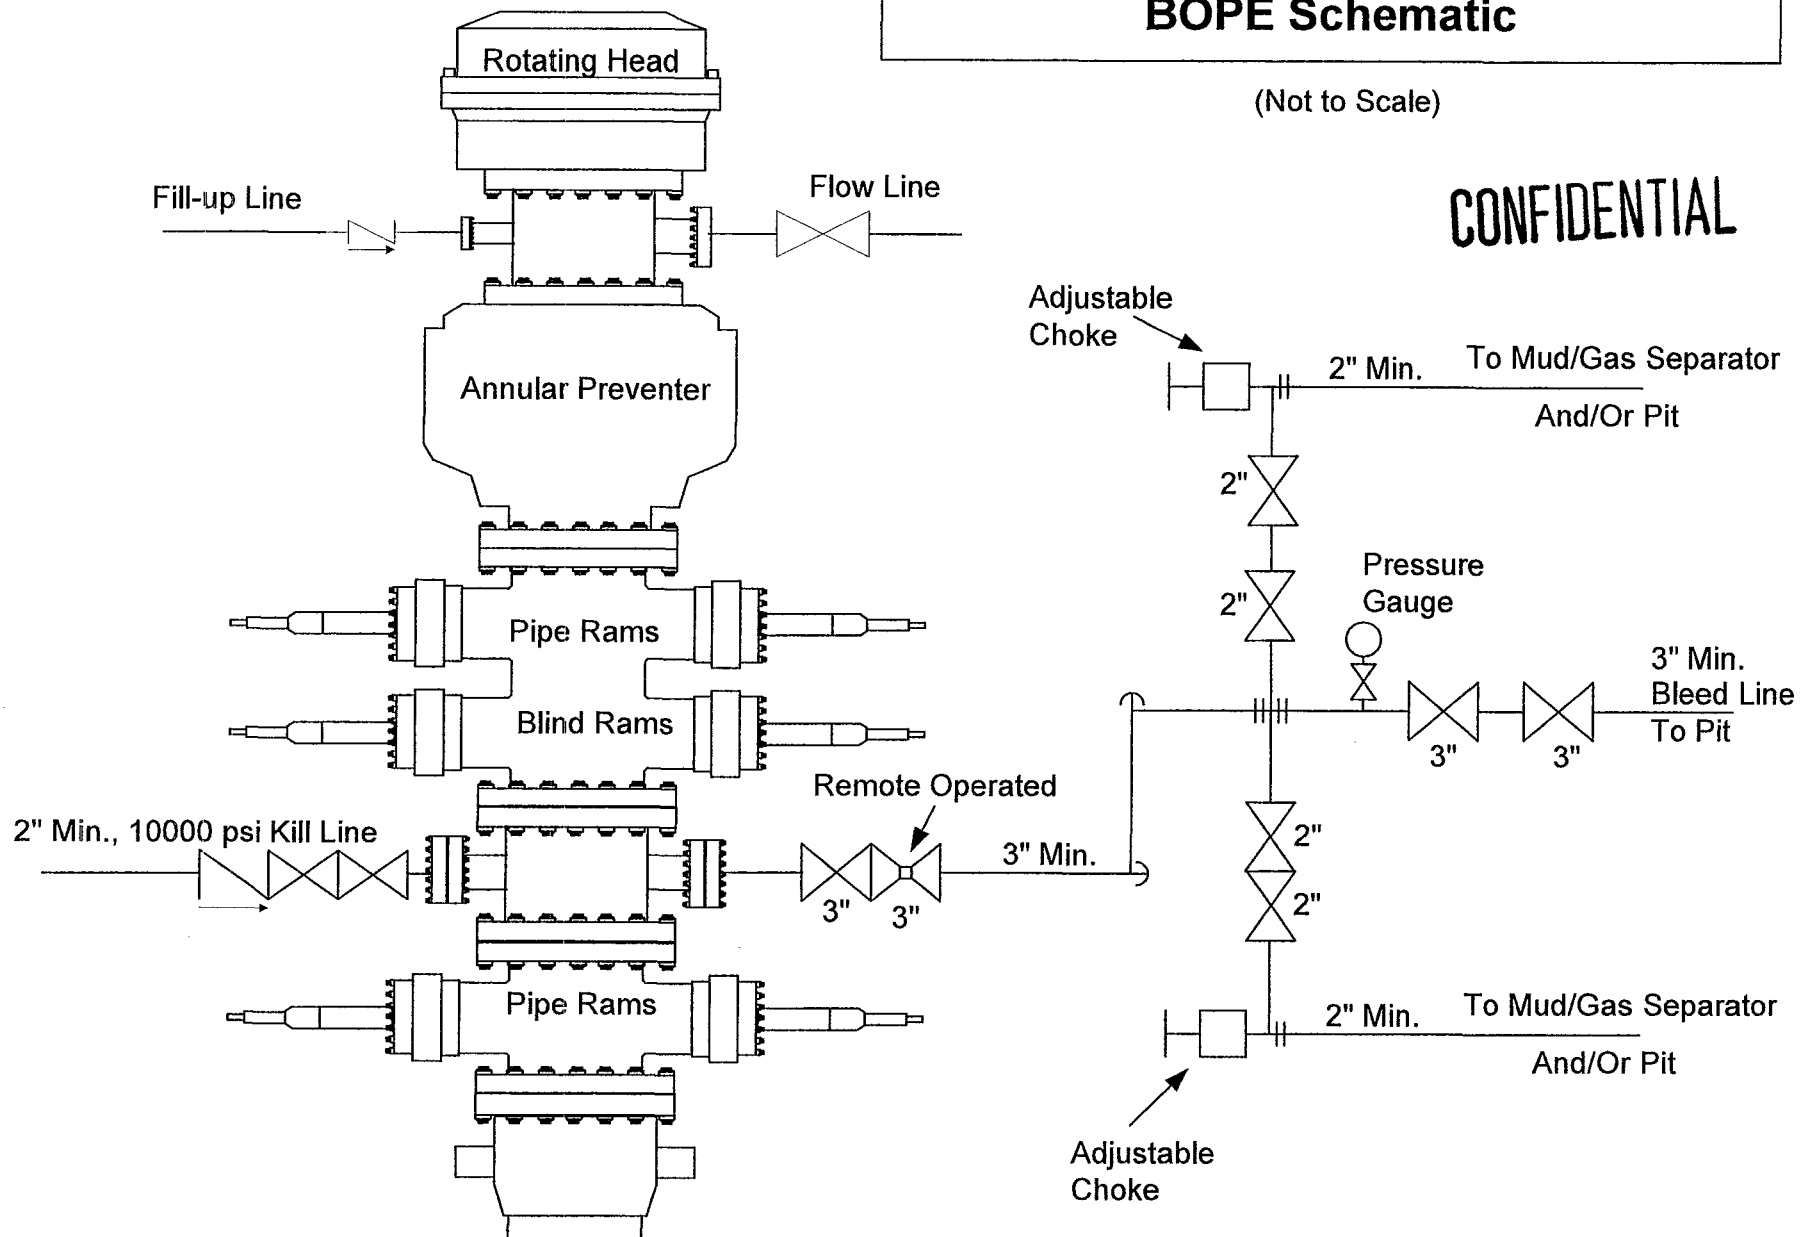 BOPE Schematic
(Not to Scale)
CONFIDENTIAL
Rotating Head
Fill-up Line
Flow Line
Annular Preventer
Adjustable
Choke
2" Min.
To Mud/Gas Separator
And/Or Pit
2"
2"
Pressure
Gauge
Pipe Rams
Blind Rams
3" Min.
Bleed Line
To Pit
3"
3"
Remote Operated
2" Min., 10000 psi Kill Line
3" Min.
3"
3"
2"
2"
Pipe Rams
2" Min.
To Mud/Gas Separator
And/Or Pit
Adjustable
Choke